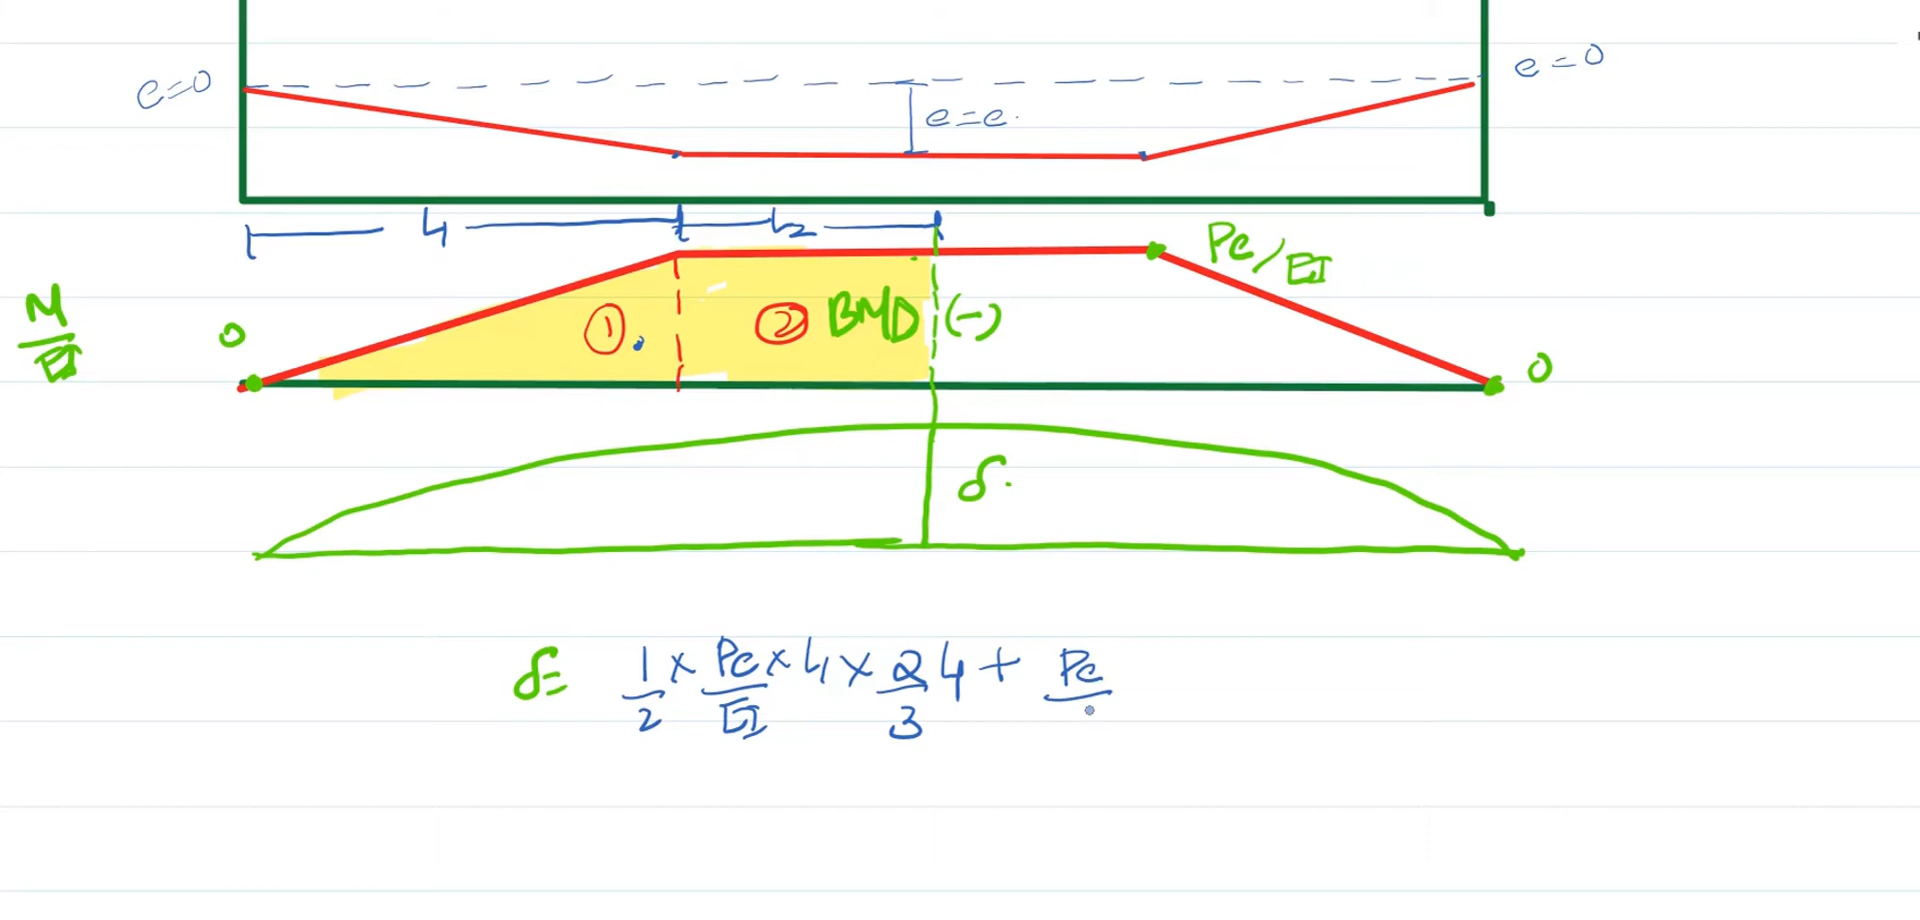 e=0 e=0
e=e.
L1 L2
Pe/EI
M/EI 0 ① ② BMD (-) 0
δ
δ= 1/2 × Pe/EI × L1 × 2/3 L1 + Pe